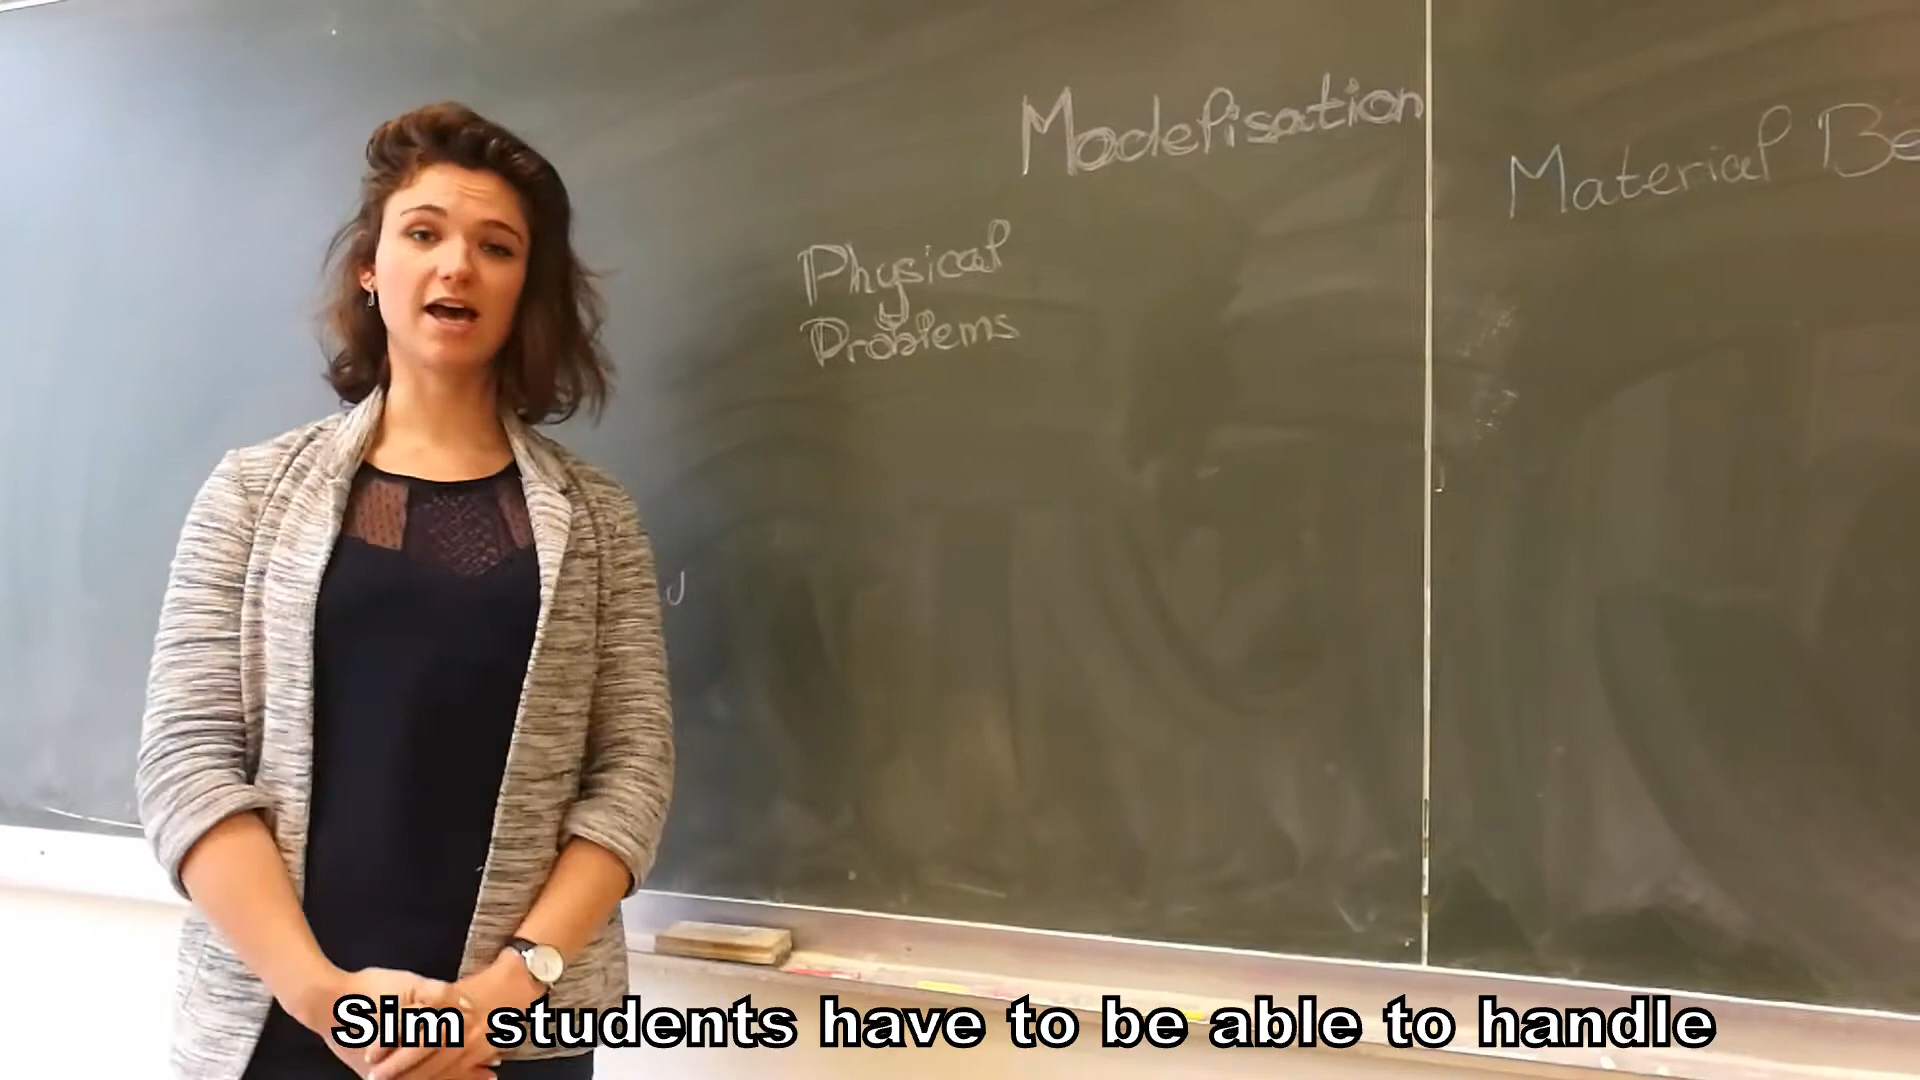 Modelisation
Material Be
Physical
Problems
Sim students have to be able to handle